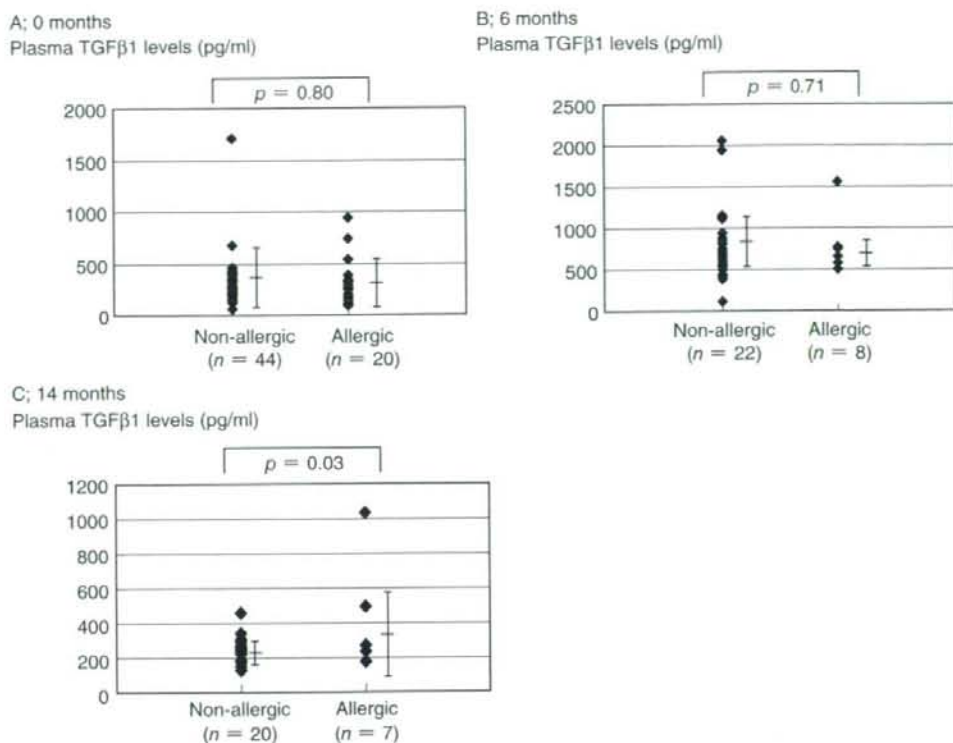 A; 0 months
Plasma TGFβ1 levels (pg/ml)
p = 0.80
2000
1500
1000
500
0
Non-allergic
(n = 44)
Allergic
(n = 20)
B; 6 months
Plasma TGFβ1 levels (pg/ml)
p = 0.71
2500
2000
1500
1000
500
0
Non-allergic
(n = 22)
Allergic
(n = 8)
C; 14 months
Plasma TGFβ1 levels (pg/ml)
p = 0.03
1200
1000
800
600
400
200
0
Non-allergic
(n = 20)
Allergic
(n = 7)